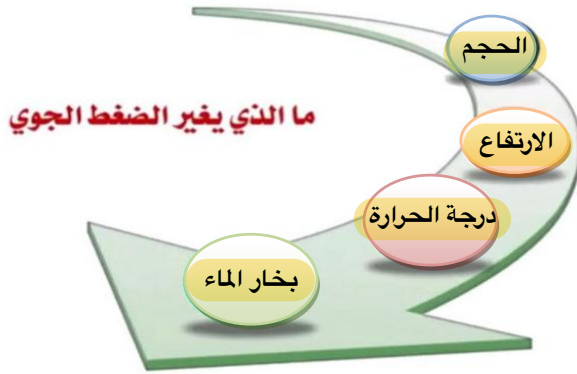 ما الذي يغير الضغط الجوي
الحجم
الارتفاع
درجة الحرارة
بخار الماء